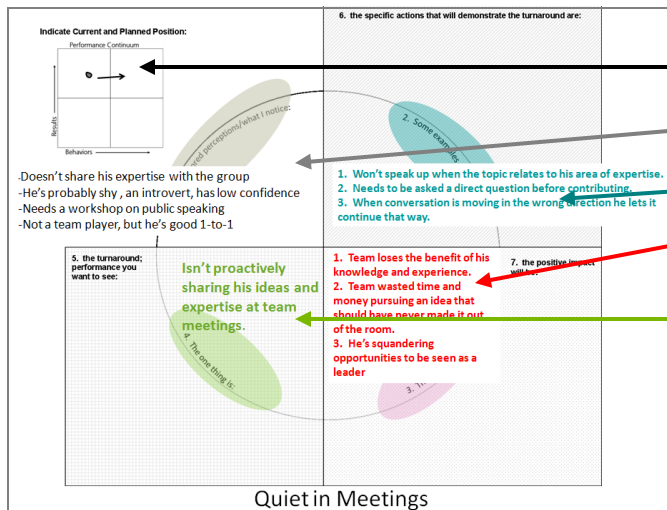 6. the specific actions that will demonstrate the turnaround are:
Indicate Current and Planned Position:
Performance Continuum
Results
Behaviors
red perceptions/what I notice:
2. Some examples
-Doesn't share his expertise with the group
-He's probably shy , an introvert, has low confidence
-Needs a workshop on public speaking
-Not a team player, but he's good 1-to-1
1. Won't speak up when the topic relates to his area of expertise.
2. Needs to be asked a direct question before contributing.
3. When conversation is moving in the wrong direction he lets it
continue that way.
5. the turnaround;
performance you
want to see:
Isn't proactively
sharing his ideas and
expertise at team
meetings.
4. The one thing is:
1. Team loses the benefit of his
knowledge and experience.
2. Team wasted time and
money pursuing an idea that
should have never made it out
of the room.
3. He's squandering
opportunities to be seen as a
leader
7. the positive impact
will be:
3.
Quiet in Meetings